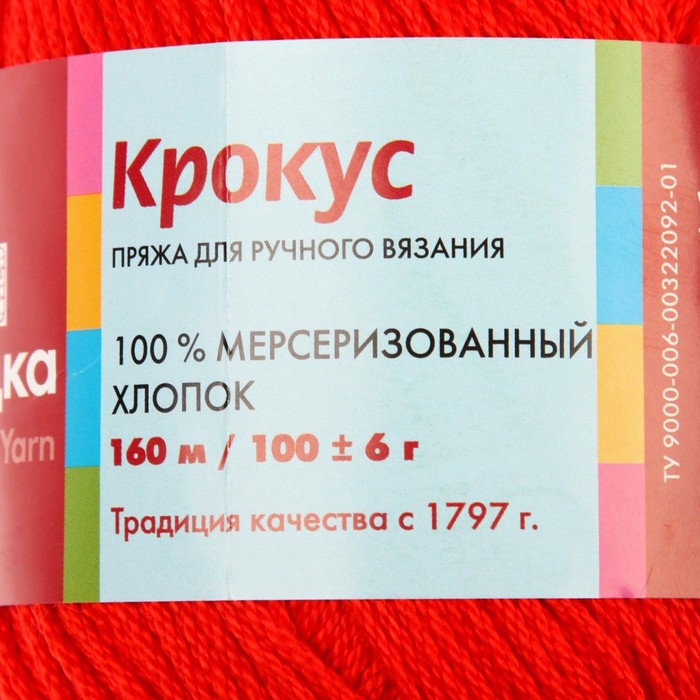 Крокус
ПРЯЖА ДЛЯ РУЧНОГО ВЯЗАНИЯ
100 % МЕРСЕРИЗОВАННЫЙ
ХЛОПОК
160 м / 100 ± 6 г
Традиция качества с 1797 г.
ка
Yarn
ТУ 9000-006-00322092-01